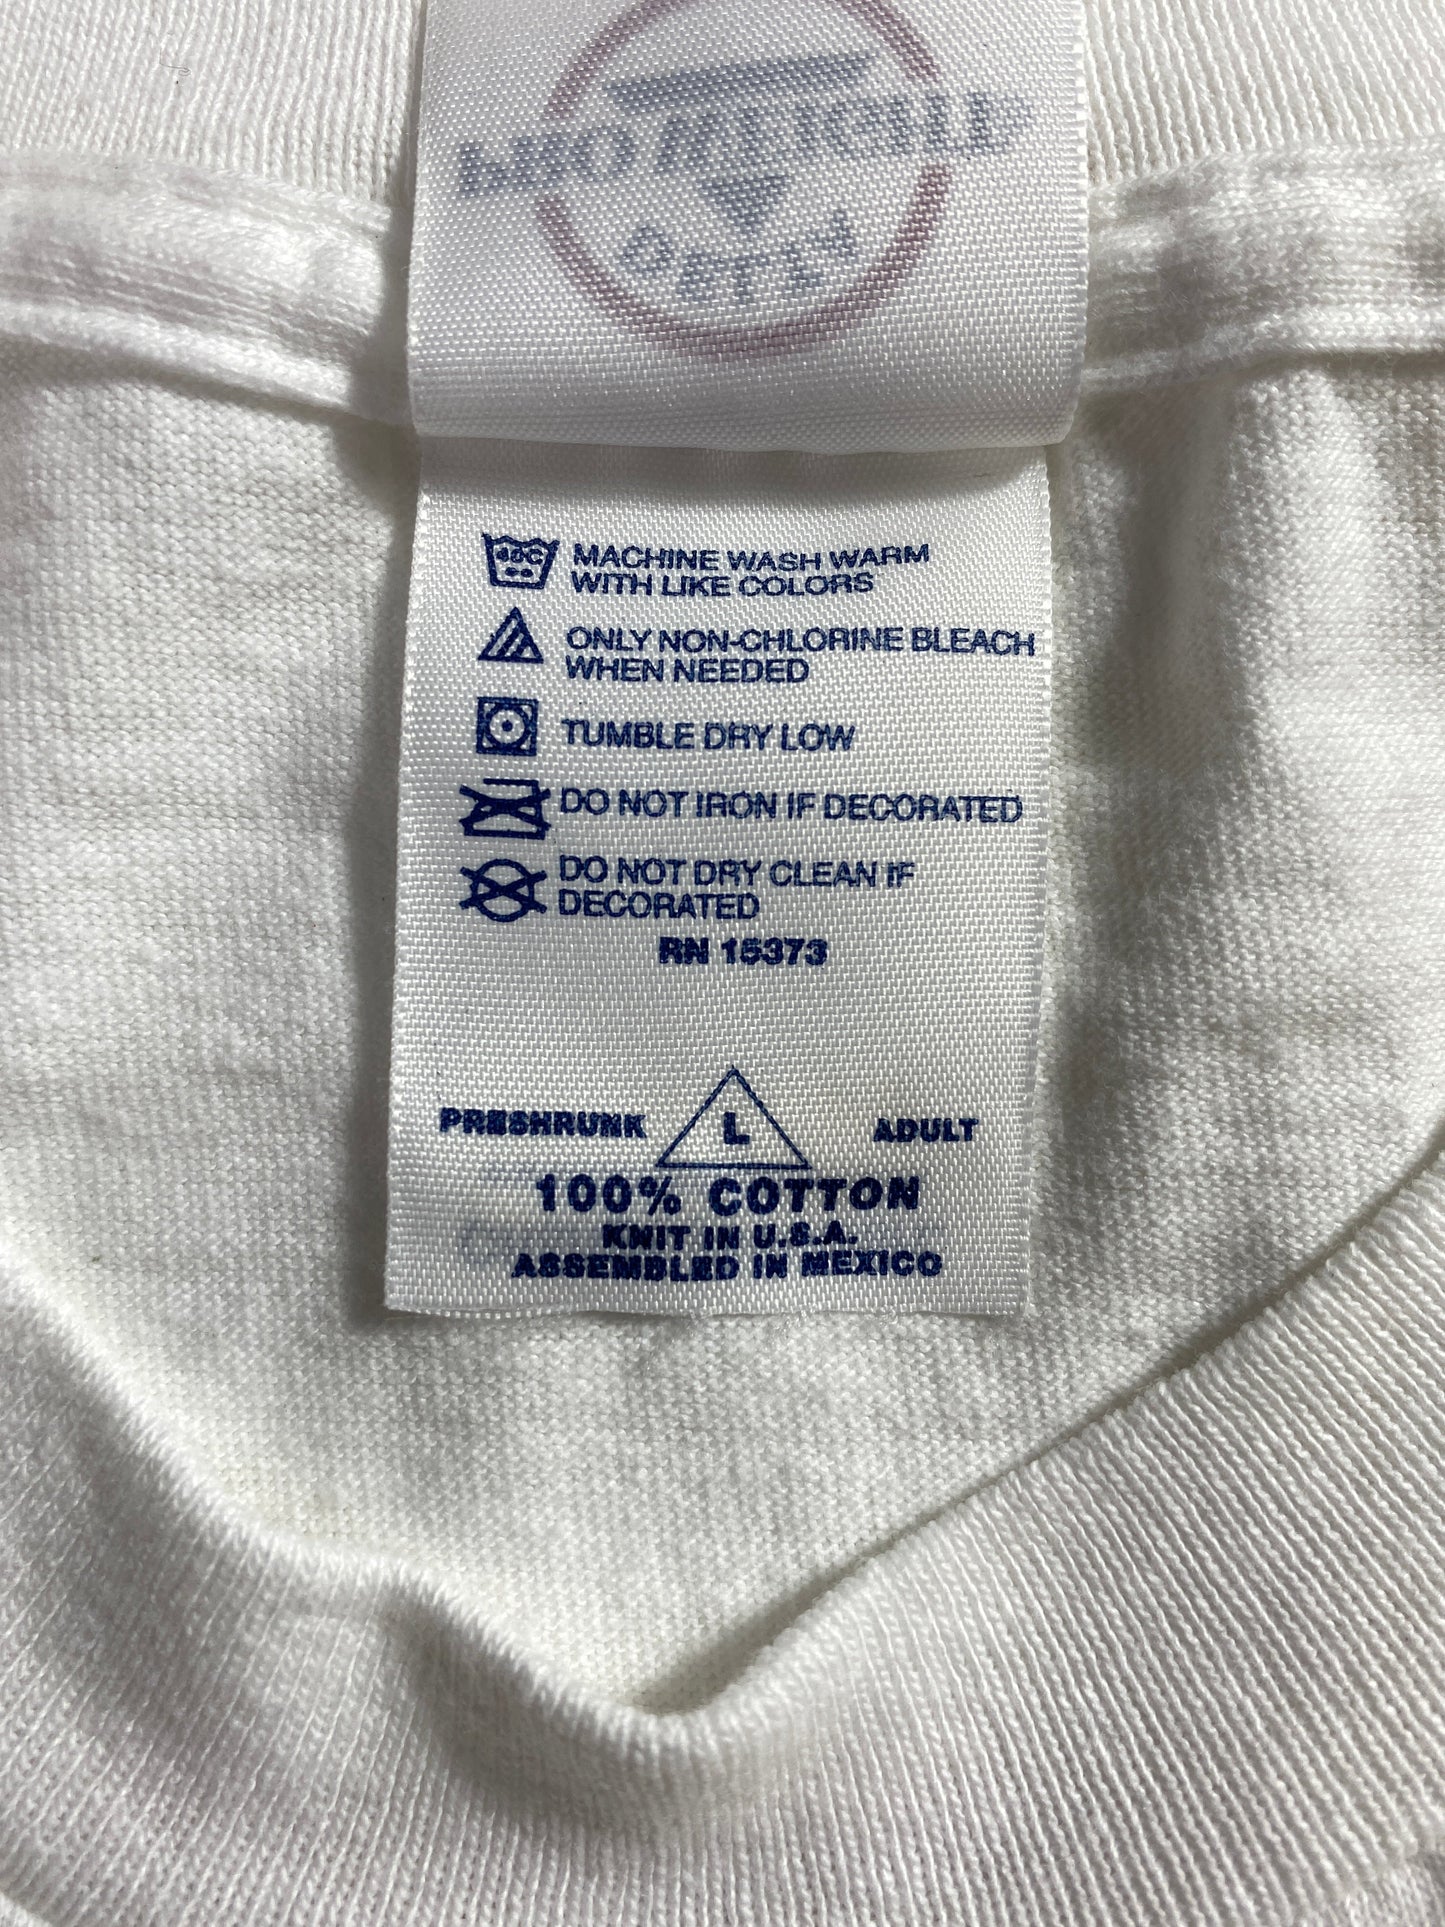 40C
MACHINE WASH WARM
WITH LIKE COLORS
ONLY NON-CHLORINE BLEACH
WHEN NEEDED
TUMBLE DRY LOW
DO NOT IRON IF DECORATED
DO NOT DRY CLEAN IF
DECORATED
RN 15373
PRESHRUNK L ADULT
100% COTTON
KNIT IN U.S.A.
ASSEMBLED IN MEXICO